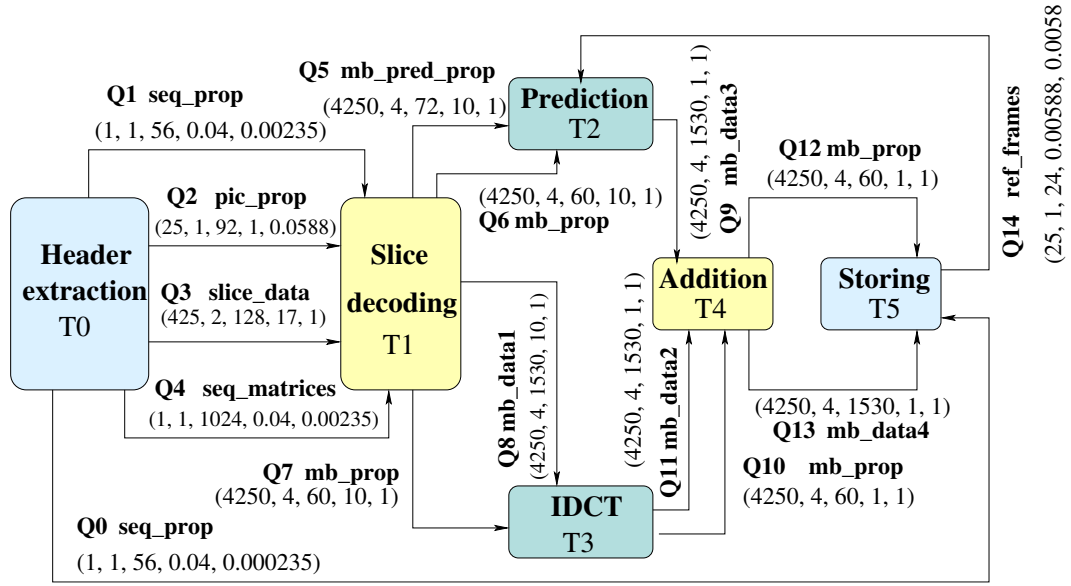 Q1 seq_prop
(1, 1, 56, 0.04, 0.00235)
Q2 pic_prop
(25, 1, 92, 1, 0.0588)
Header
extraction
T0
Q3 slice_data
(425, 2, 128, 17, 1)
Q4 seq_matrices
(1, 1, 1024, 0.04, 0.00235)
Q7 mb_prop
(4250, 4, 60, 10, 1)
Q0 seq_prop
(1, 1, 56, 0.04, 0.000235)
Q5 mb_pred_prop
(4250, 4, 72, 10, 1)
Slice
decoding
T1
Prediction
T2
(4250, 4, 60, 10, 1)
Q6 mb_prop
Q8 mb_data1
(4250, 4, 1530, 10, 1)
IDCT
T3
(4250, 4, 1530, 1, 1)
Q11 mb_data2
(4250, 4, 1530, 1, 1)
Q9 mb_data3
Addition
T4
Q12 mb_prop
(4250, 4, 60, 1, 1)
Storing
T5
(4250, 4, 1530, 1, 1)
Q13 mb_data4
Q10 mb_prop
(4250, 4, 60, 1, 1)
Q14 ref_frames
(25, 1, 24, 0.00588, 0.0058